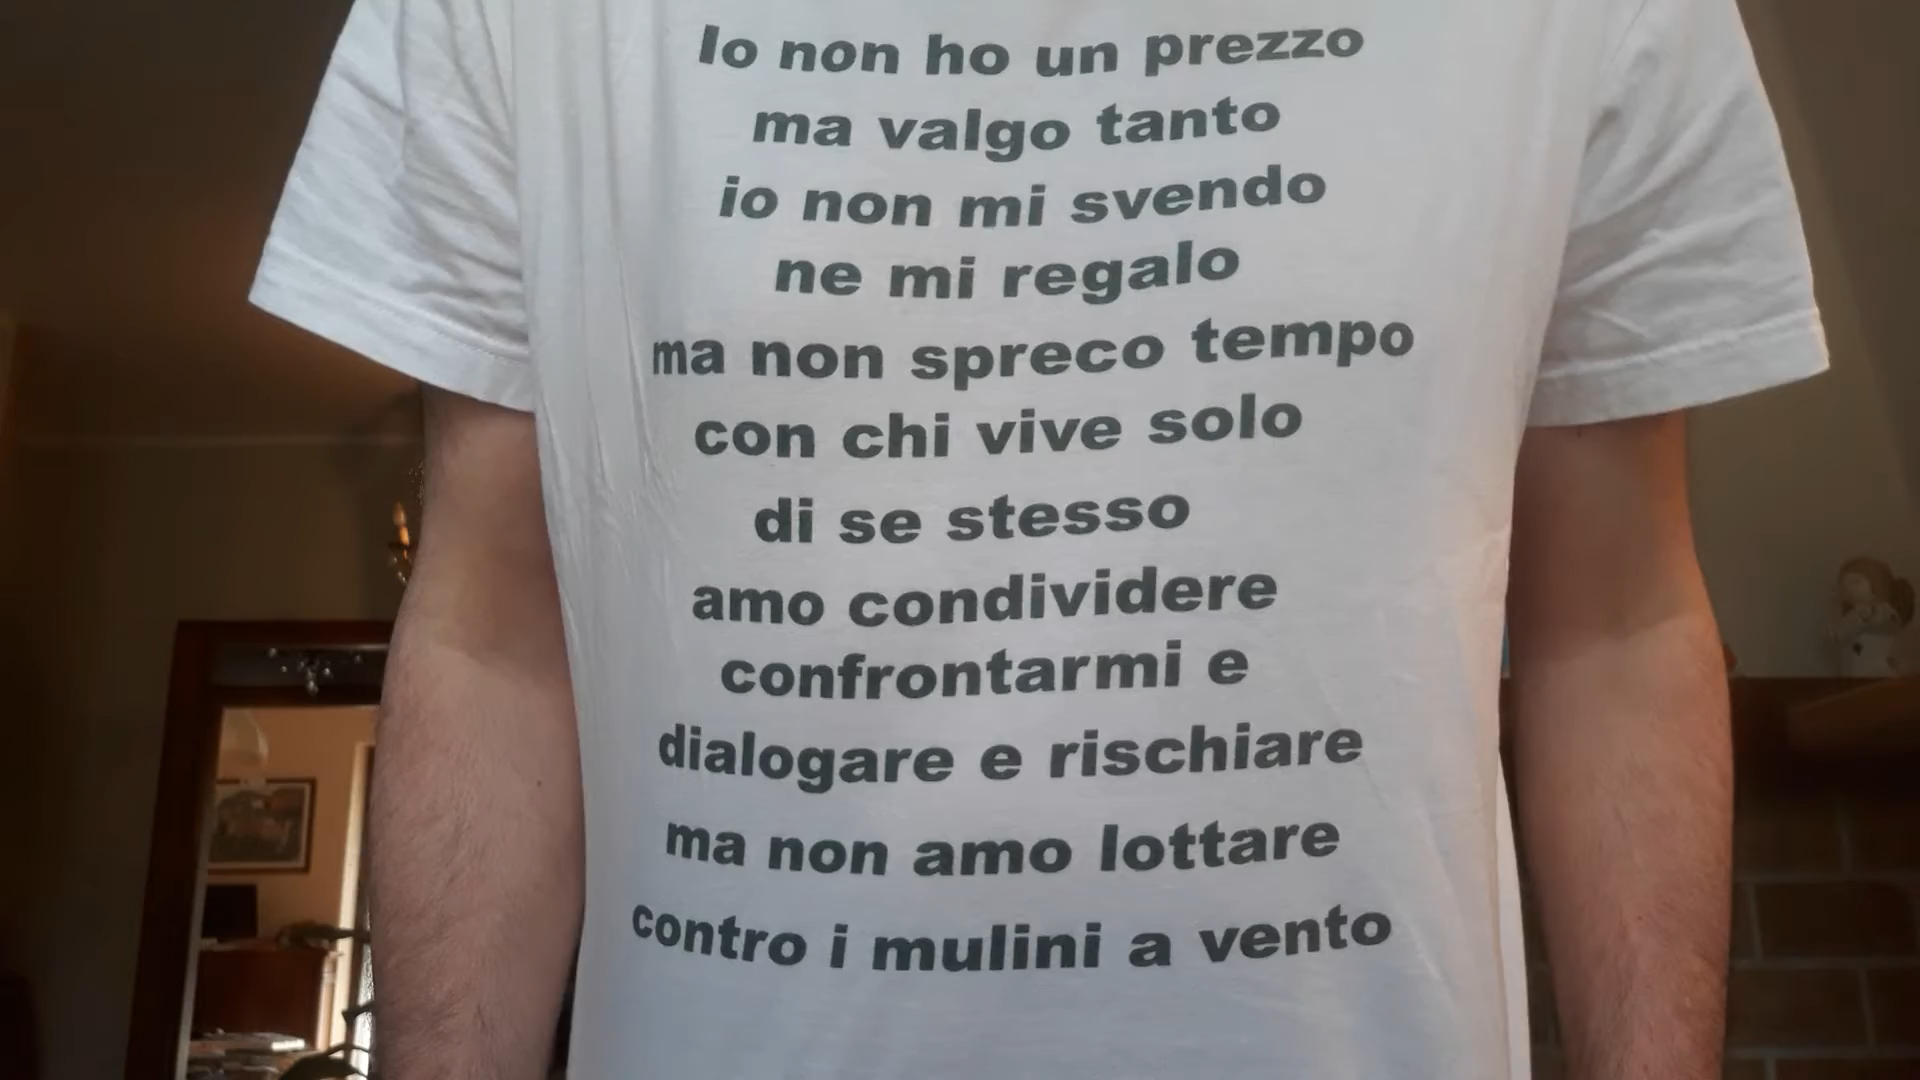 Io non ho un prezzo
ma valgo tanto
io non mi svendo
ne mi regalo
ma non spreco tempo
con chi vive solo
di se stesso
amo condividere
confrontarmi e
dialogare e rischiare
ma non amo lottare
contro i mulini a vento